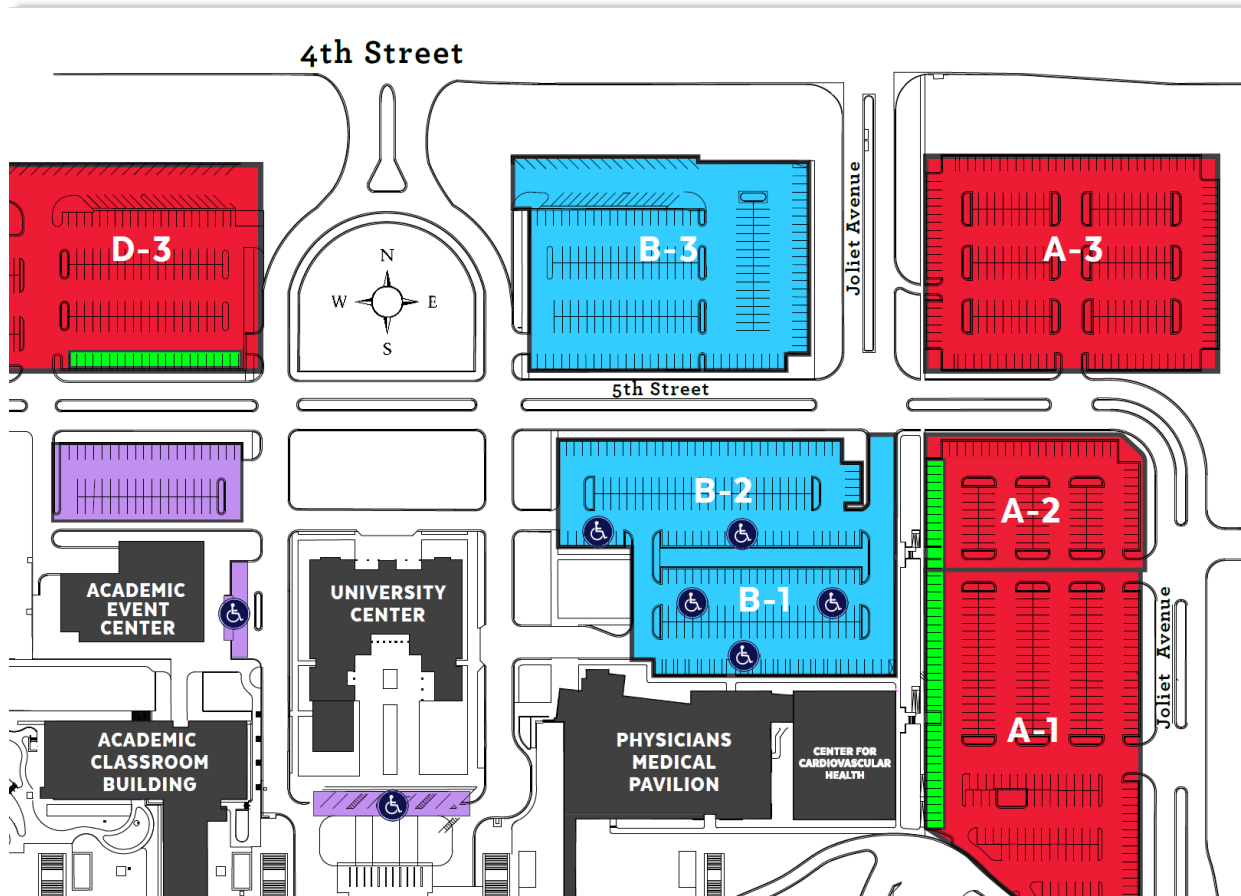 4th Street
D-3
B-3
Joliet Avenue
A-3
N
W
E
S
5th Street
B-2
A-2
ACADEMIC
EVENT
CENTER
UNIVERSITY
CENTER
B-1
Joliet Avenue
A-1
ACADEMIC
CLASSROOM
BUILDING
PHYSICIANS
MEDICAL
PAVILION
CENTER FOR
CARDIOVASCULAR
HEALTH